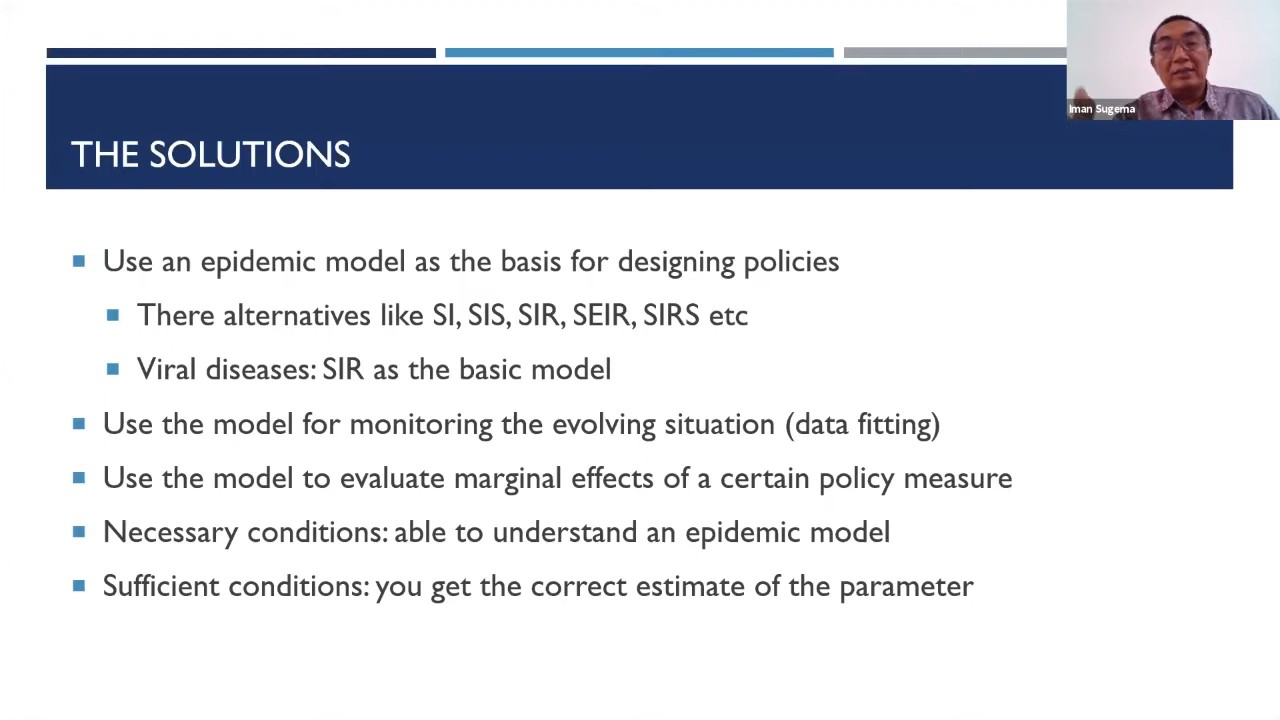 Iman Sugema
THE SOLUTIONS
Use an epidemic model as the basis for designing policies
There alternatives like SI, SIS, SIR, SEIR, SIRS etc
Viral diseases: SIR as the basic model
Use the model for monitoring the evolving situation (data fitting)
Use the model to evaluate marginal effects of a certain policy measure
Necessary conditions: able to understand an epidemic model
Sufficient conditions: you get the correct estimate of the parameter